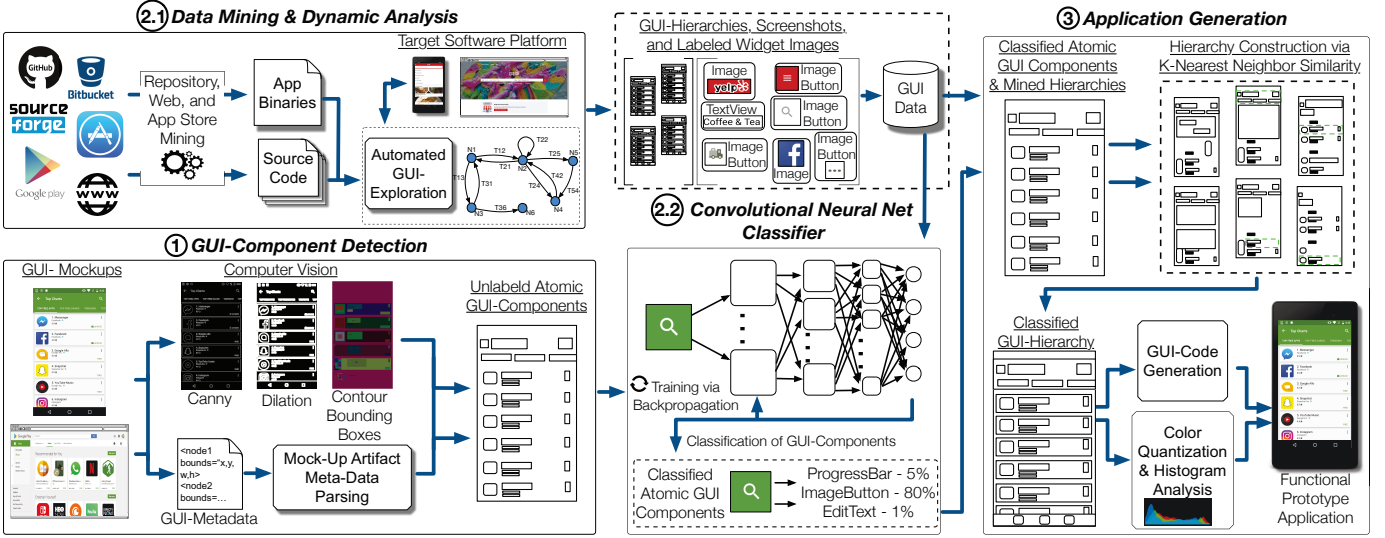 2.1 Data Mining & Dynamic Analysis
GitHub
Bitbucket
source
forge
Google play
www
Repository,
Web, and
App Store
Mining
App
Binaries
Source
Code
Target Software Platform
Automated
GUI-
Exploration
N1
T12
T22
N2
T21
T25
N5
T13
T31
T24
T42
T54
N3
T36
N6
N4
GUI-Hierarchies, Screenshots,
and Labeled Widget Images
Image
yelp
Image
Button
TextView
Coffee & Tea
Image
Button
Image
Button
Image
Image
Button
GUI
Data
1 GUI-Component Detection
GUI- Mockups
Computer Vision
Top Charts
Canny
Dilation
Contour
Bounding
Boxes
<node1
bounds="x,y,
w,h>
<node2
bounds=...
GUI-Metadata
Mock-Up Artifact
Meta-Data
Parsing
Unlabeld Atomic
GUI-Components
2.2 Convolutional Neural Net
Classifier
Training via
Backpropagation
Classification of GUI-Components
Classified
Atomic GUI
Components
ProgressBar - 5%
ImageButton - 80%
EditText - 1%
3 Application Generation
Classified Atomic
GUI Components
& Mined Hierarchies
Hierarchy Construction via
K-Nearest Neighbor Similarity
Classified
GUI-Hierarchy
GUI-Code
Generation
Color
Quantization
& Histogram
Analysis
Functional
Prototype
Application